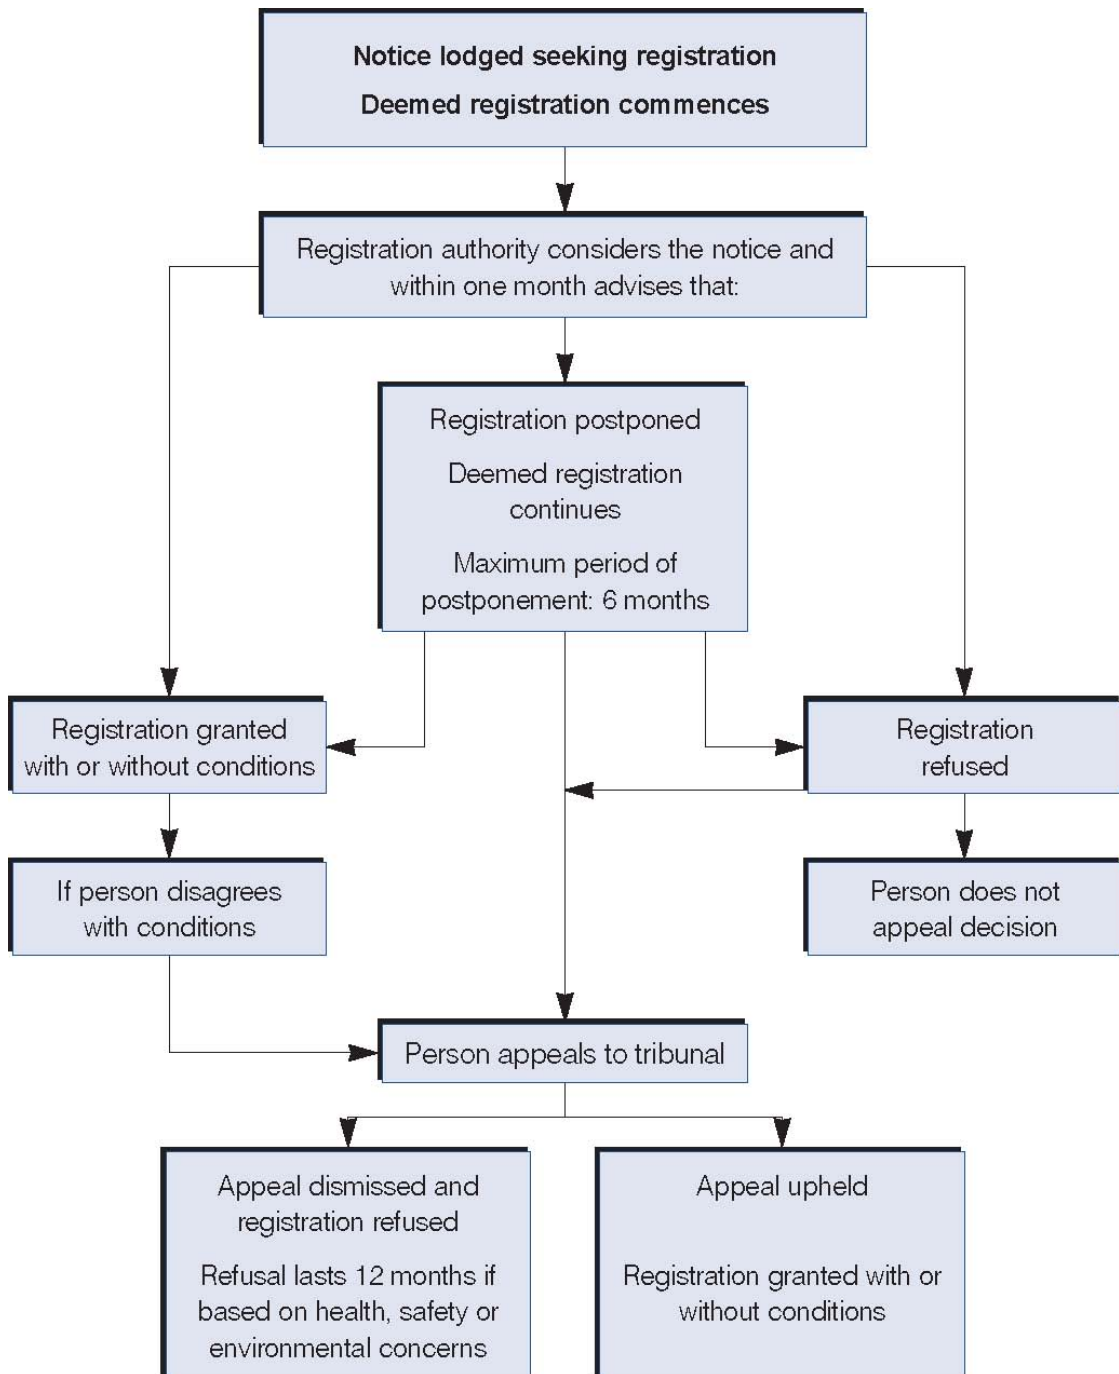 Notice lodged seeking registration
Deemed registration commences
Registration authority considers the notice and
within one month advises that:
Registration postponed
Deemed registration
continues
Maximum period of
postponement: 6 months
Registration granted
with or without conditions
Registration
refused
If person disagrees
with conditions
Person does not
appeal decision
Person appeals to tribunal
Appeal dismissed and
registration refused
Refusal lasts 12 months if
based on health, safety or
environmental concerns
Appeal upheld
Registration granted with or
without conditions